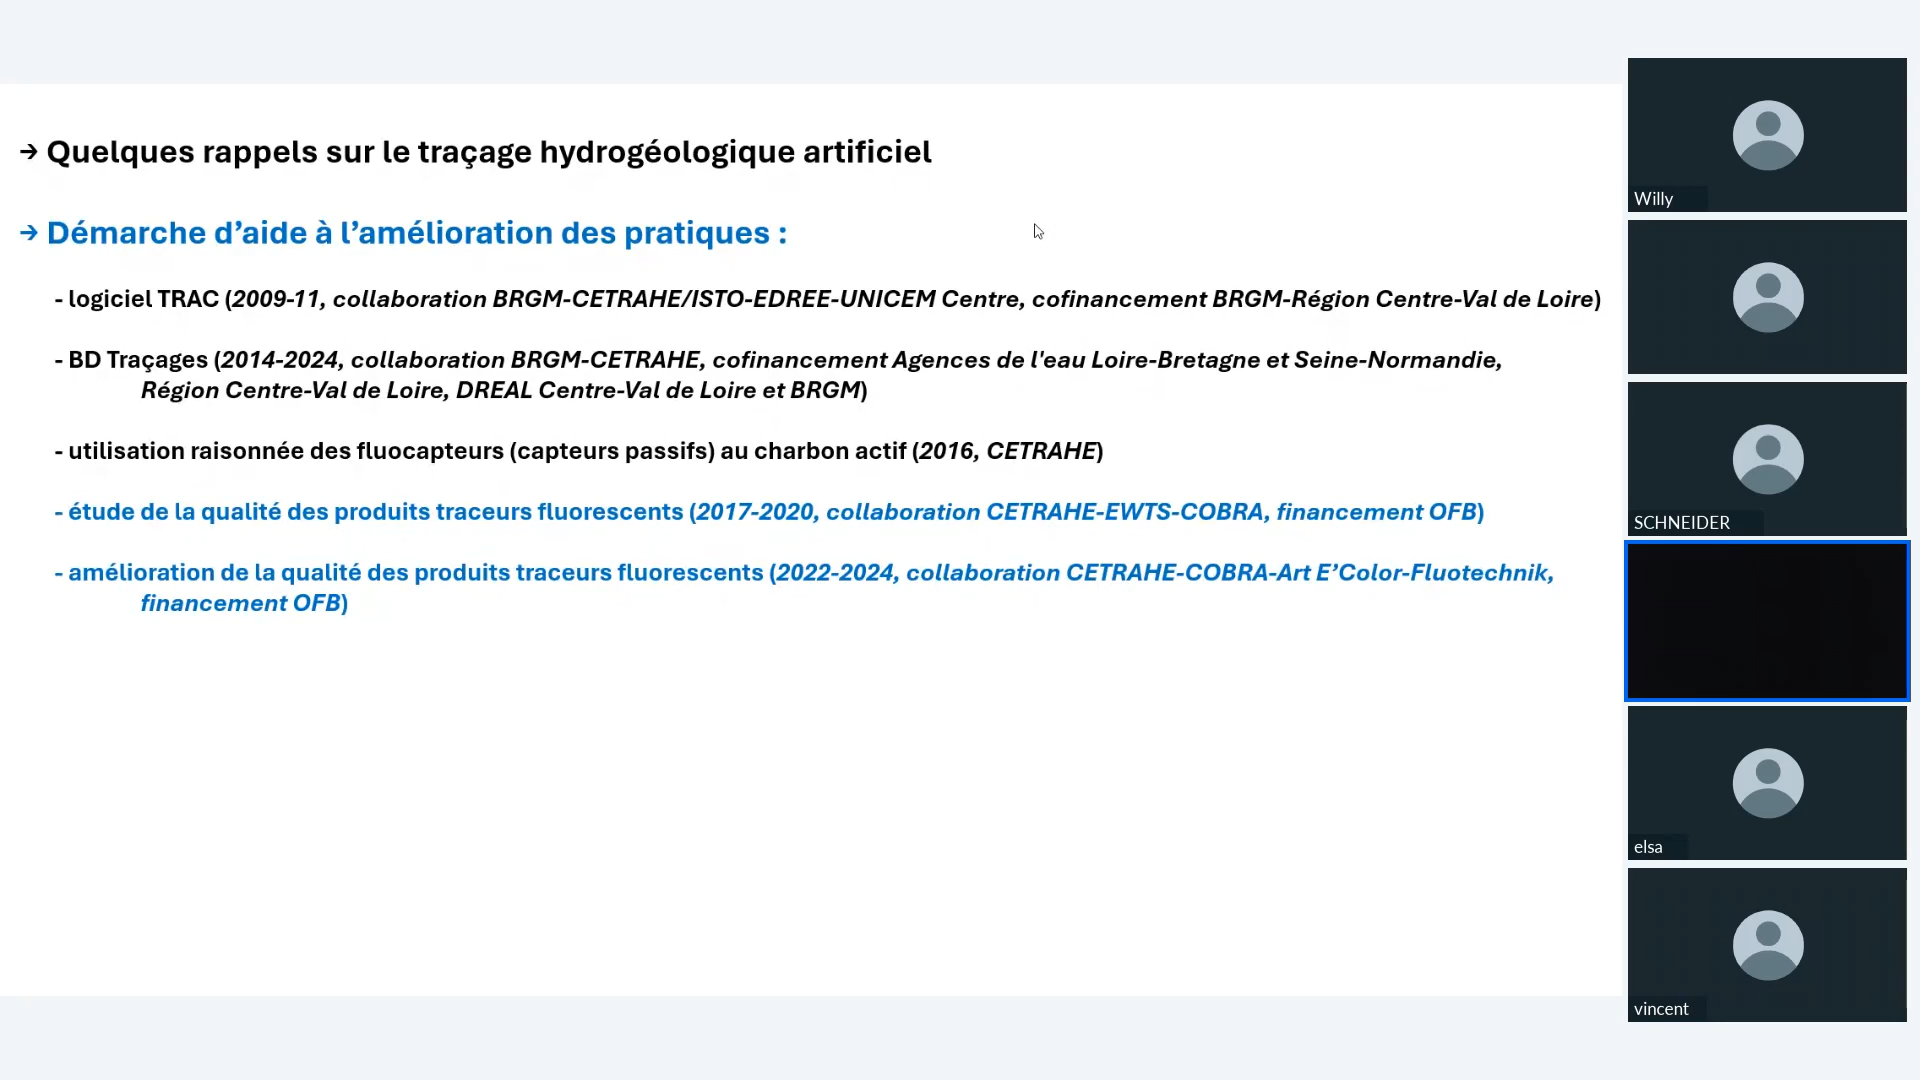 → Quelques rappels sur le traçage hydrogéologique artificiel
→ Démarche d’aide à l’amélioration des pratiques :
- logiciel TRAC (2009-11, collaboration BRGM-CETRAHE/ISTO-EDREE-UNICEM Centre, cofinancement BRGM-Région Centre-Val de Loire)
- BD Traçages (2014-2024, collaboration BRGM-CETRAHE, cofinancement Agences de l'eau Loire-Bretagne et Seine-Normandie,
Région Centre-Val de Loire, DREAL Centre-Val de Loire et BRGM)
- utilisation raisonnée des fluocapteurs (capteurs passifs) au charbon actif (2016, CETRAHE)
- étude de la qualité des produits traceurs fluorescents (2017-2020, collaboration CETRAHE-EWTS-COBRA, financement OFB)
- amélioration de la qualité des produits traceurs fluorescents (2022-2024, collaboration CETRAHE-COBRA-Art E’Color-Fluotechnik,
financement OFB)
Willy
SCHNEIDER
elsa
vincent